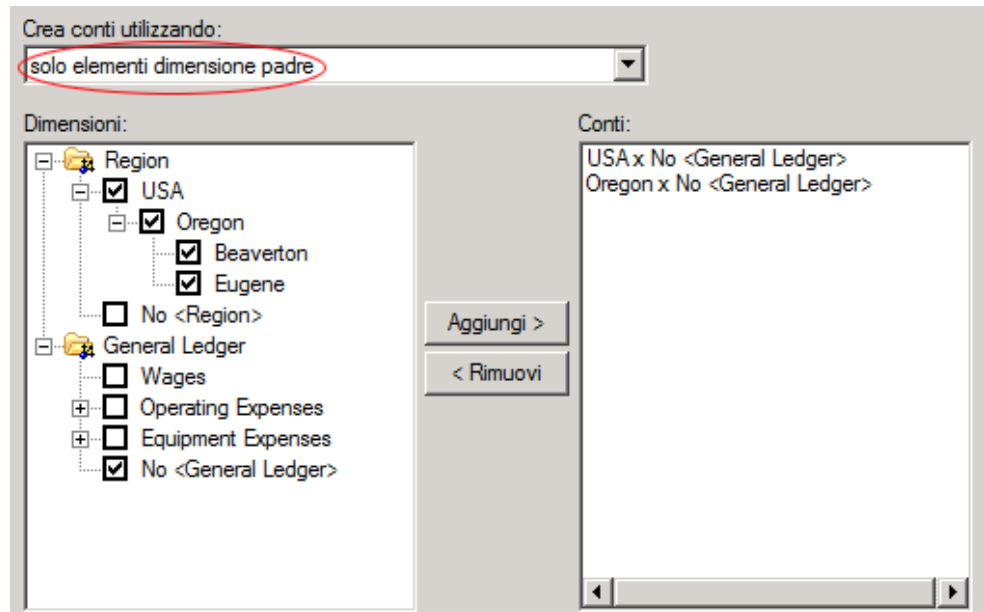 Crea conti utilizzando:
solo elementi dimensione padre
Dimensioni:
Region
USA
Oregon
Beaverton
Eugene
No <Region>
General Ledger
Wages
Operating Expenses
Equipment Expenses
No <General Ledger>
Aggiungi >
< Rimuovi
Conti:
USA x No <General Ledger>
Oregon x No <General Ledger>